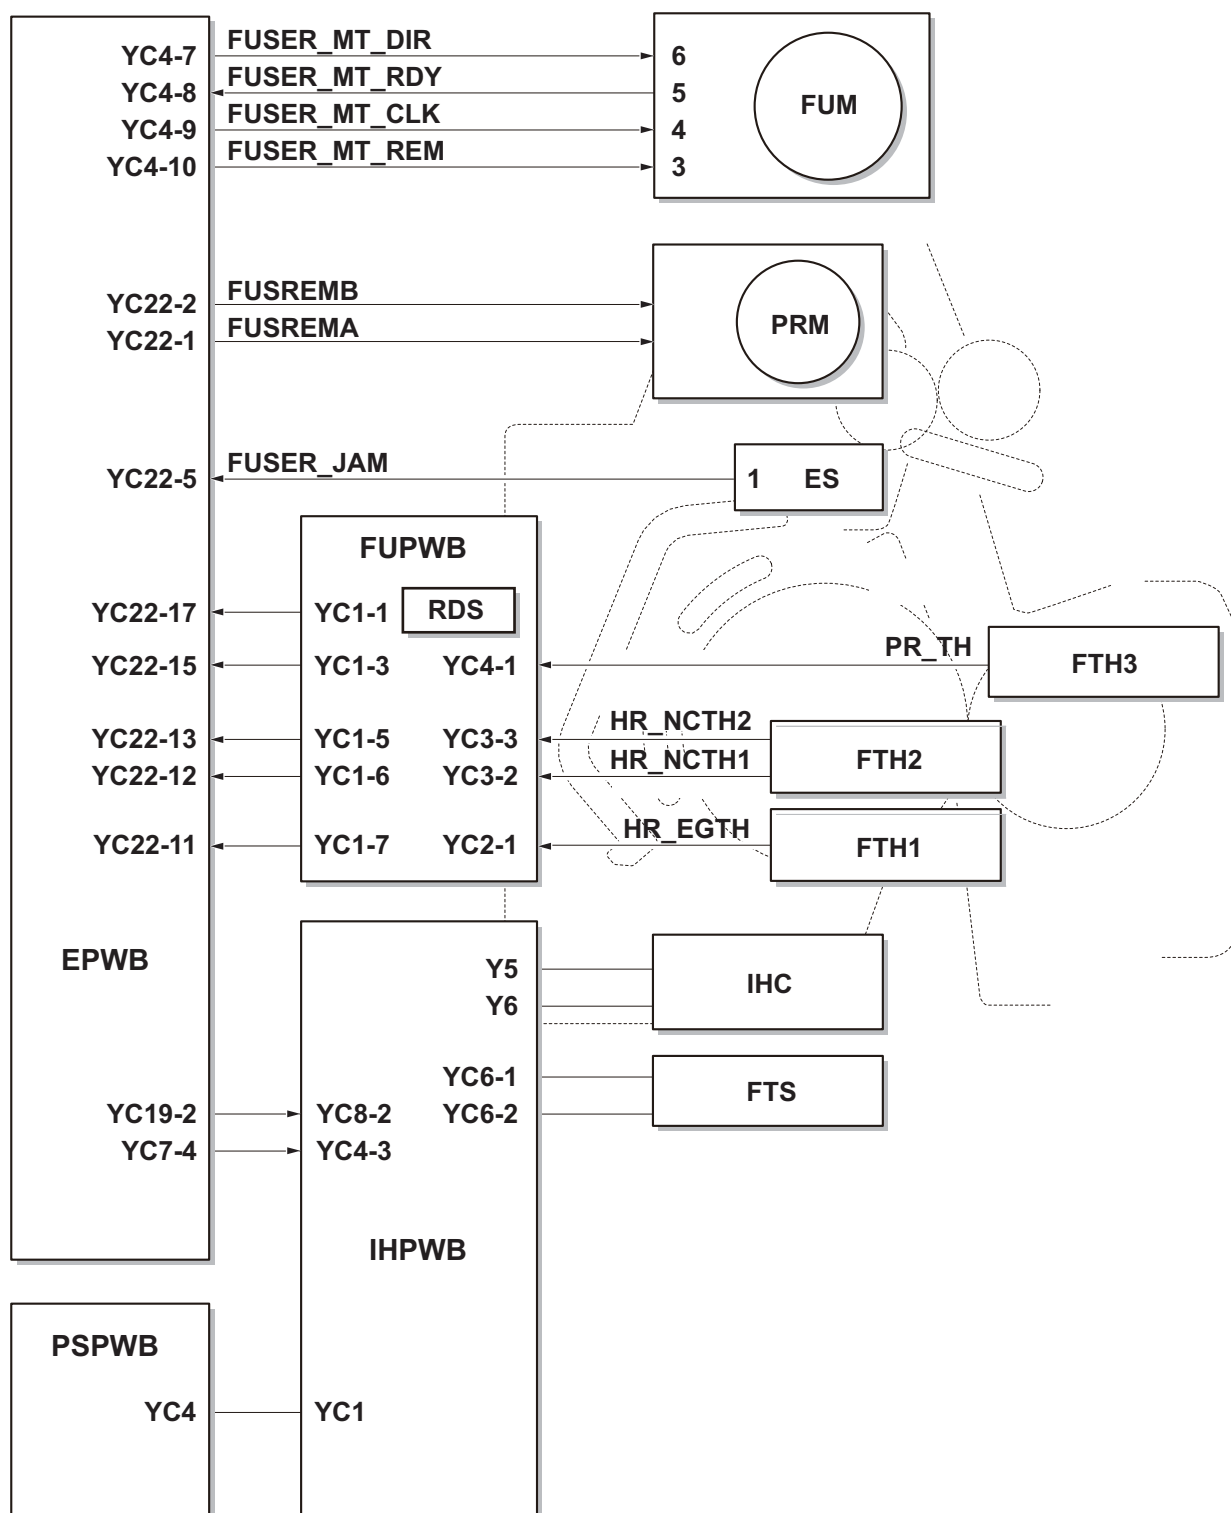 YC4-7 FUSER_MT_DIR 6
YC4-8 FUSER_MT_RDY 5
YC4-9 FUSER_MT_CLK 4
YC4-10 FUSER_MT_REM 3
FUM
YC22-2 FUSREMB
YC22-1 FUSREMA
PRM
YC22-5 FUSER_JAM 1 ES
FUPWB
YC22-17 YC1-1 RDS
YC22-15 YC1-3 YC4-1 PR_TH FTH3
YC22-13 YC1-5 YC3-3 HR_NCTH2
YC22-12 YC1-6 YC3-2 HR_NCTH1
FTH2
YC22-11 YC1-7 YC2-1 HR_EGTH FTH1
EPWB
Y5
Y6
IHC
YC6-1
YC6-2
FTS
YC19-2 YC8-2
YC7-4 YC4-3
IHPWB
PSPWB
YC4 YC1